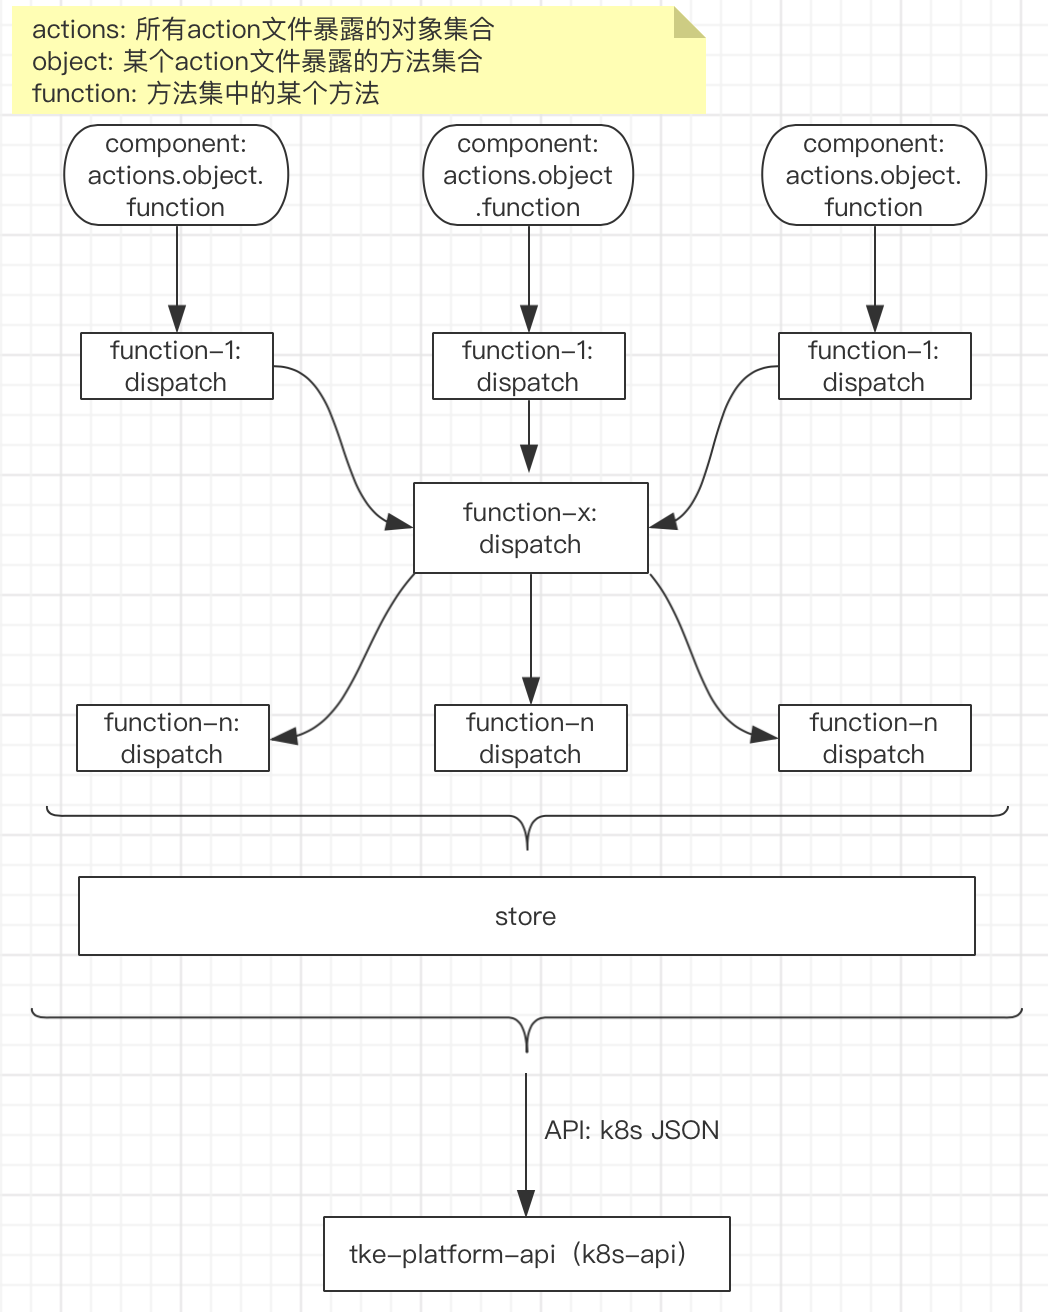 actions: 所有action文件暴露的对象集合
object: 某个action文件暴露的方法集合
function: 方法集中的某个方法
component:
actions.object.
function
component:
actions.object
.function
component:
actions.object.
function
function-1:
dispatch
function-1:
dispatch
function-1:
dispatch
function-x:
dispatch
function-n:
dispatch
function-n
dispatch
function-n
dispatch
store
API: k8s JSON
tke-platform-api（k8s-api）